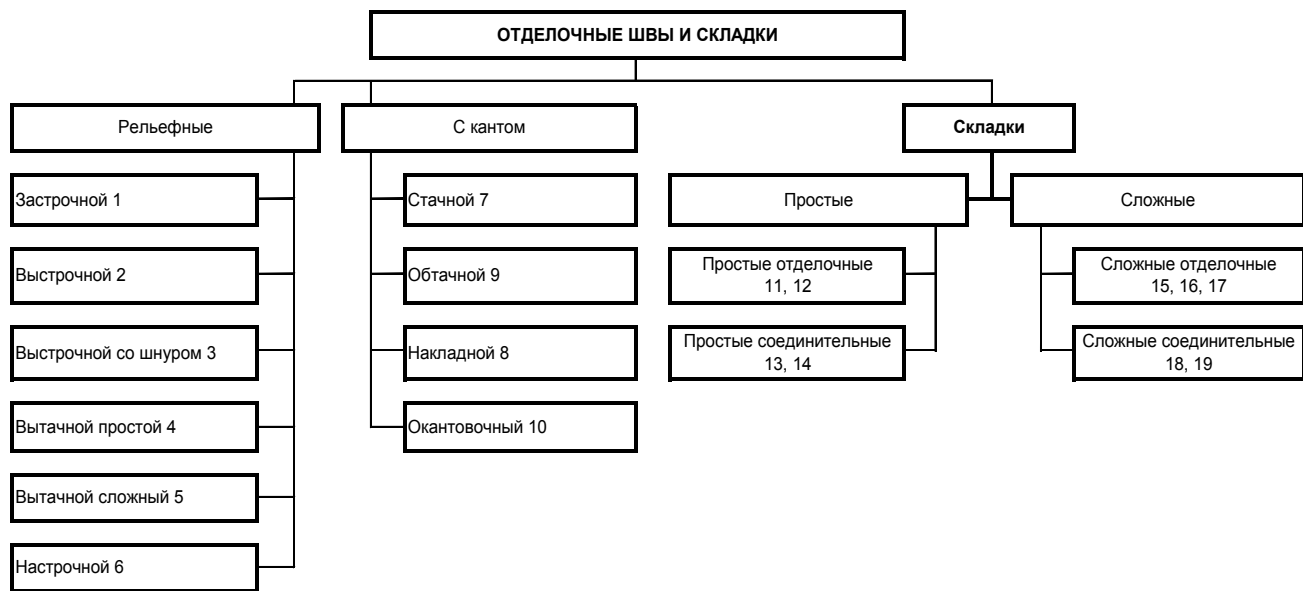 ОТДЕЛОЧНЫЕ ШВЫ И СКЛАДКИ
Рельефные
С кантом
Складки
Застрочной 1
Выстрочной 2
Выстрочной со шнуром 3
Вытачной простой 4
Вытачной сложный 5
Настрочной 6
Стачной 7
Обтачной 9
Накладной 8
Окантовочный 10
Простые
Сложные
Простые отделочные
11, 12
Простые соединительные
13, 14
Сложные отделочные
15, 16, 17
Сложные соединительные
18, 19